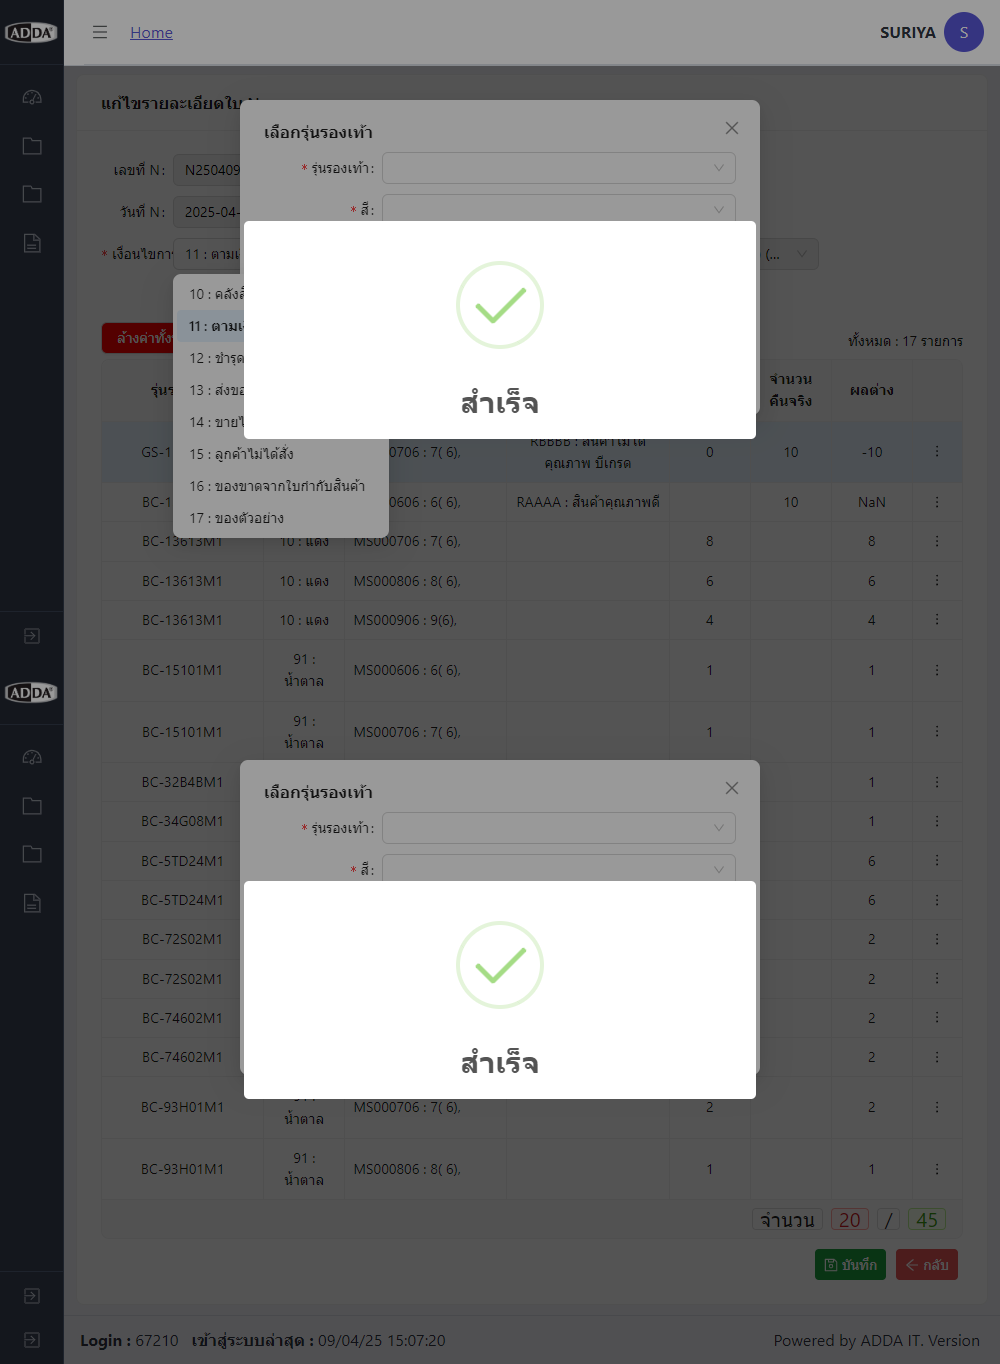 ADDA
Home
SURIYA
S
แก้ไขรายละเอียดใบ
เลือกรุ่นรองเท้า
เลขที่ N: N250409
* รุ่นรองเท้า:
วันที่ N: 2025-04-
* สี:
* เงื่อนไขการ 11 : ตามเ
(...
10 : คลังสิ
11 : ตามเ
12 : ชำรุด
13 : ส่งขอ
14 : ขายไ
15 : ลูกค้าไม่ได้สั่ง
16 : ของขาดจากใบกำกับสินค้า
17 : ของตัวอย่าง
สำเร็จ
ล้างค่าทั้ง
ทั้งหมด : 17 รายการ
รุ่นร
จำนวน
คืนจริง
ผลต่าง
GS-1 0706 : 7( 6), RBBBB : สินค้าไม่ได้
คุณภาพ บีเกรด 0 10 -10
BC-1 0606 : 6( 6), RAAAA : สินค้าคุณภาพดี 10 NaN
BC-13613M1 10 : แดง MS000706 : 7( 6), 8 8
BC-13613M1 10 : แดง MS000806 : 8( 6), 6 6
BC-13613M1 10 : แดง MS000906 : 9(6), 4 4
BC-15101M1 91 :
น้ำตาล MS000606 : 6( 6), 1 1
BC-15101M1 91 :
น้ำตาล MS000706 : 7( 6), 1 1
ADDA
BC-32B4BM1 1
BC-34G08M1 1
BC-5TD24M1 6
BC-5TD24M1 6
BC-72S02M1 2
BC-72S02M1 2
BC-74602M1 2
BC-74602M1 2
เลือกรุ่นรองเท้า
* รุ่นรองเท้า:
* สี:
สำเร็จ
BC-93H01M1 น้ำตาล MS000706 : 7( 6), 2 2
BC-93H01M1 91 :
น้ำตาล MS000806 : 8( 6), 1 1
จำนวน 20 / 45
บันทึก
กลับ
Login : 67210 เข้าสู่ระบบล่าสุด : 09/04/25 15:07:20
Powered by ADDA IT. Version